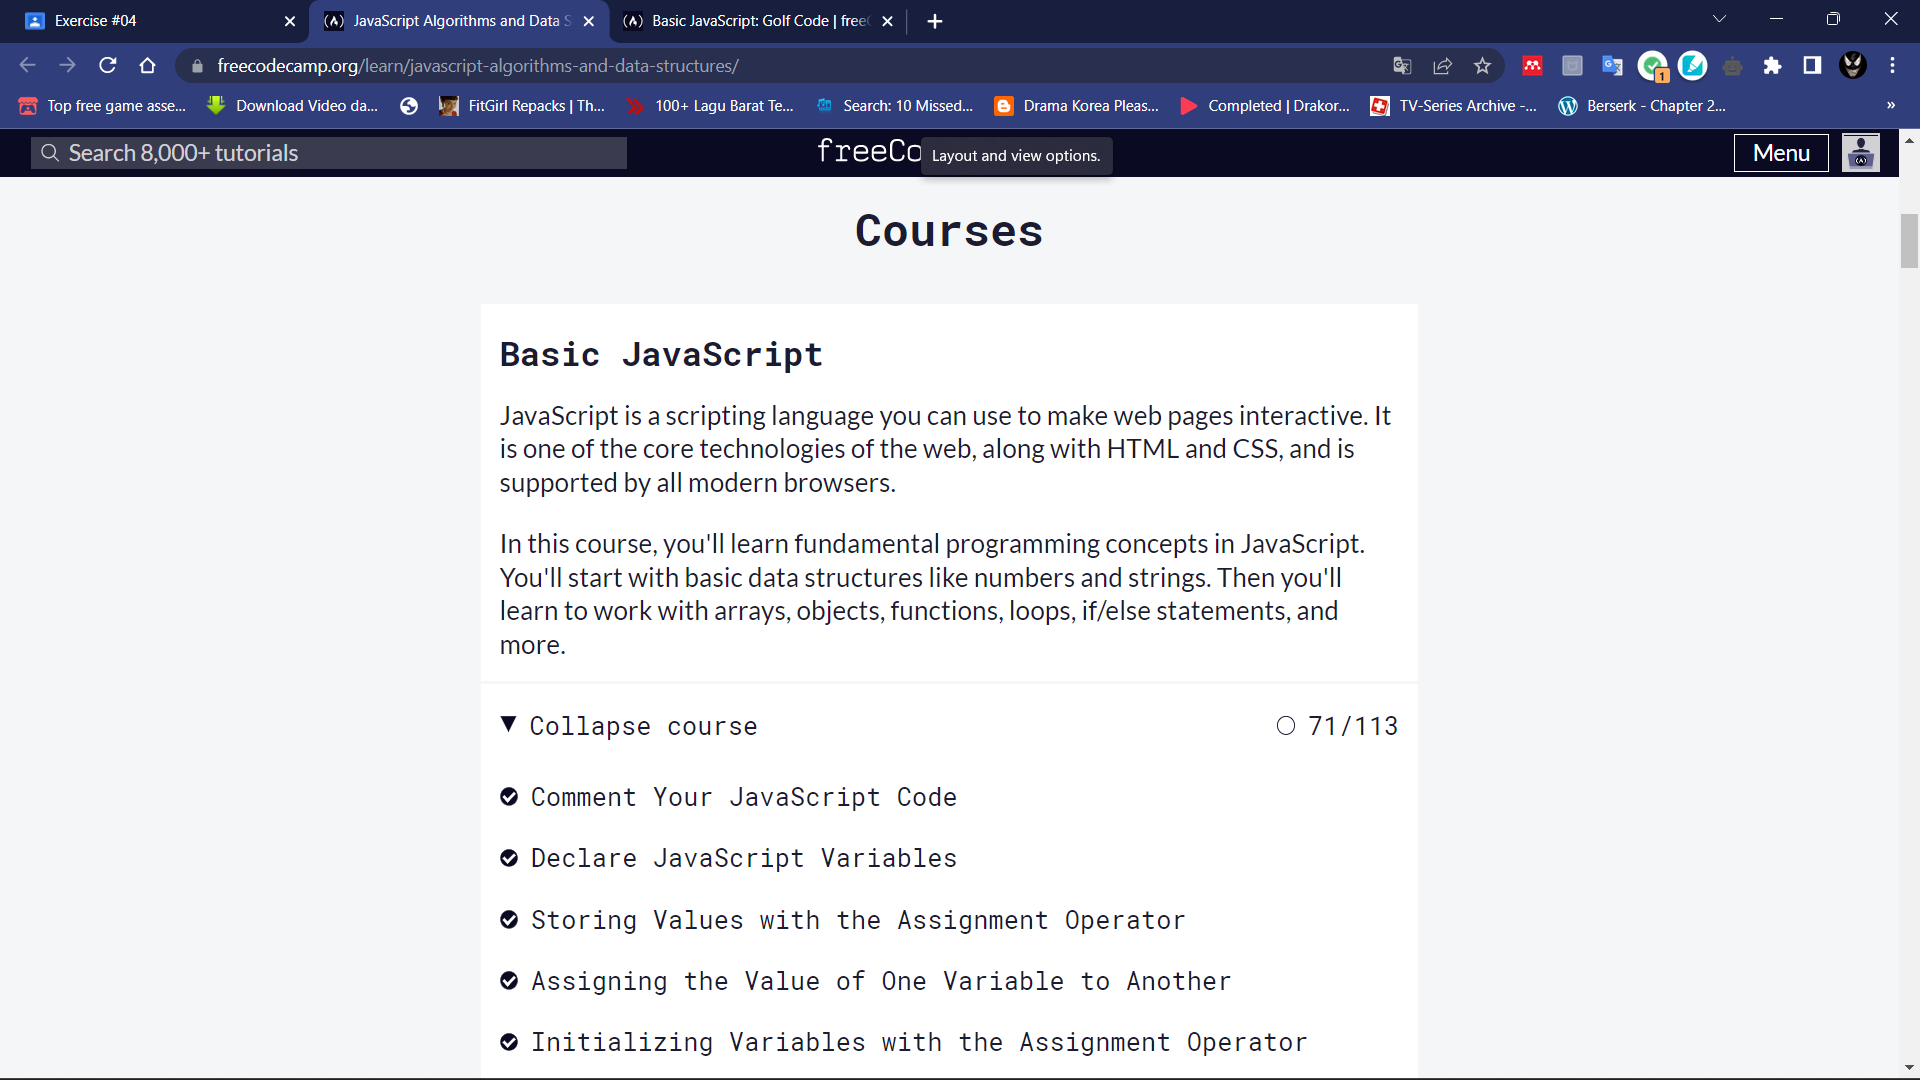 Exercise #04
JavaScript Algorithms and Data S
Basic JavaScript: Golf Code | free
freecodecamp.org/learn/javascript-algorithms-and-data-structures/
1
Top free game asse...
Download Video da...
FitGirl Repacks | Th...
100+ Lagu Barat Te...
Search: 10 Missed...
Drama Korea Pleas...
Completed | Drakor...
TV-Series Archive -...
Berserk - Chapter 2...
»
Search 8,000+ tutorials
freeCo
Layout and view options.
Menu
Courses
Basic JavaScript
JavaScript is a scripting language you can use to make web pages interactive. It
is one of the core technologies of the web, along with HTML and CSS, and is
supported by all modern browsers.
In this course, you'll learn fundamental programming concepts in JavaScript.
You'll start with basic data structures like numbers and strings. Then you'll
learn to work with arrays, objects, functions, loops, if/else statements, and
more.
Collapse course
71/113
Comment Your JavaScript Code
Declare JavaScript Variables
Storing Values with the Assignment Operator
Assigning the Value of One Variable to Another
Initializing Variables with the Assignment Operator